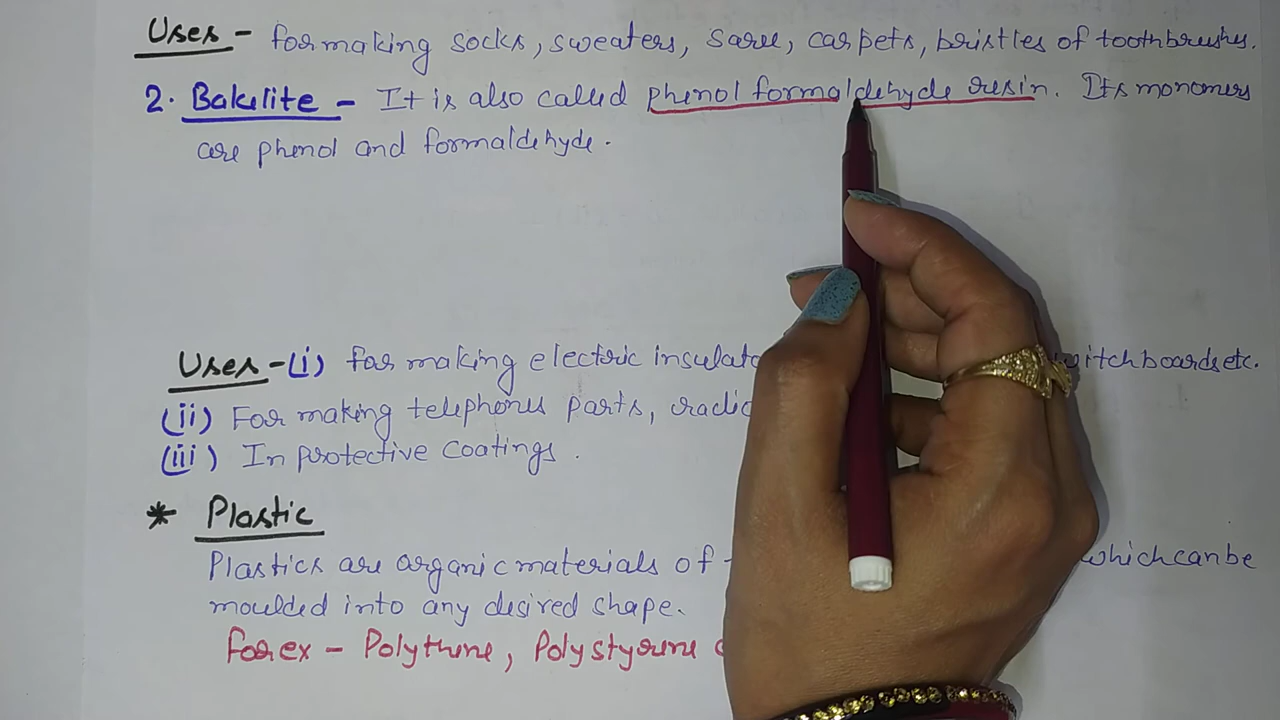 Uses - for making socks, sweaters, saree, carpets, bristles of toothbrushes.
2. Bakelite - It is also called phenol formaldehyde resin. Its monomers
are phenol and formaldehyde.
Uses - (i) for making electric switchboards etc.
(ii) For making telephones parts,
(iii) In protective coatings.
* Plastic
Plastics are organic materials of which can be
moulded into any desired shape.
for ex - Polythene, Polystyrene